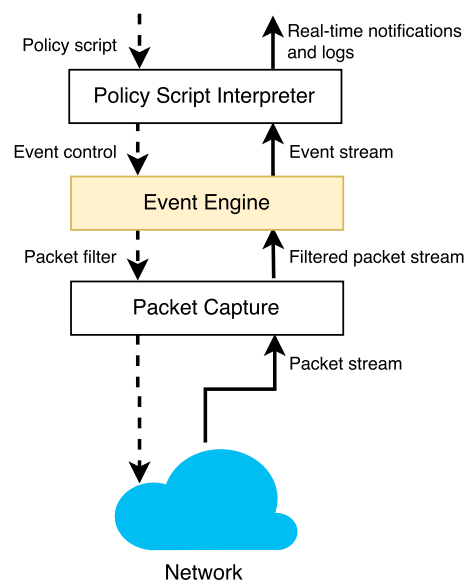 Policy script
Real-time notifications
and logs
Policy Script Interpreter
Event control
Event stream
Event Engine
Packet filter
Filtered packet stream
Packet Capture
Packet stream
Network